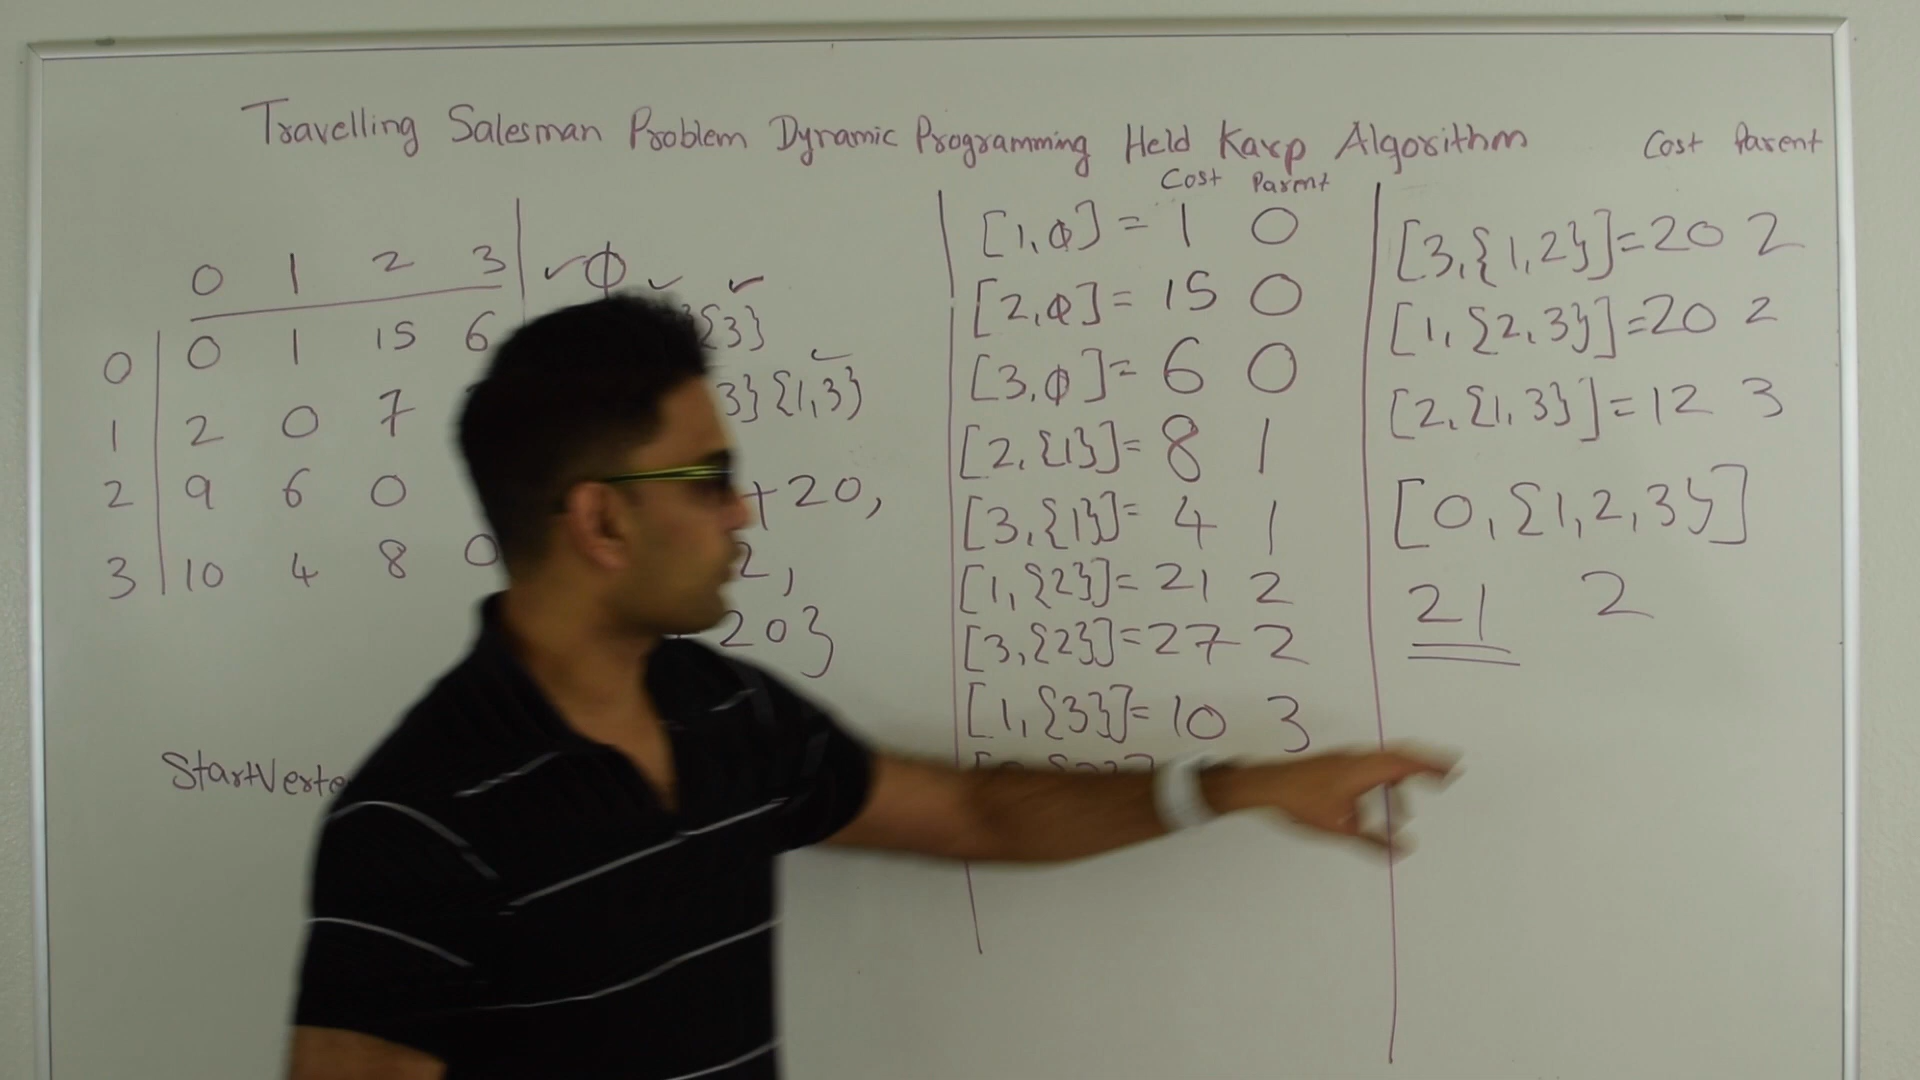 Travelling Salesman Problem Dynamic Programming Held Karp Algorithm
0 1 2 3
0 0 1 15 6
1 2 0 7
2 9 6 0
3 10 4 8 0
StartVerte
✓ϕ ✓ ✓
{3}
✓
3} {1,3}
+20,
2,
20}
Cost Parent
[1,ϕ] = 1 0
[2,ϕ] = 15 0
[3,ϕ] = 6 0
[2,{1}] = 8 1
[3,{1}] = 4 1
[1,{2}] = 21 2
[3,{2}] = 27 2
[1,{3}] = 10 3
Cost Parent
[3,{1,2}] = 20 2
[1,{2,3}] = 20 2
[2,{1,3}] = 12 3
[0,{1,2,3}]
21 2